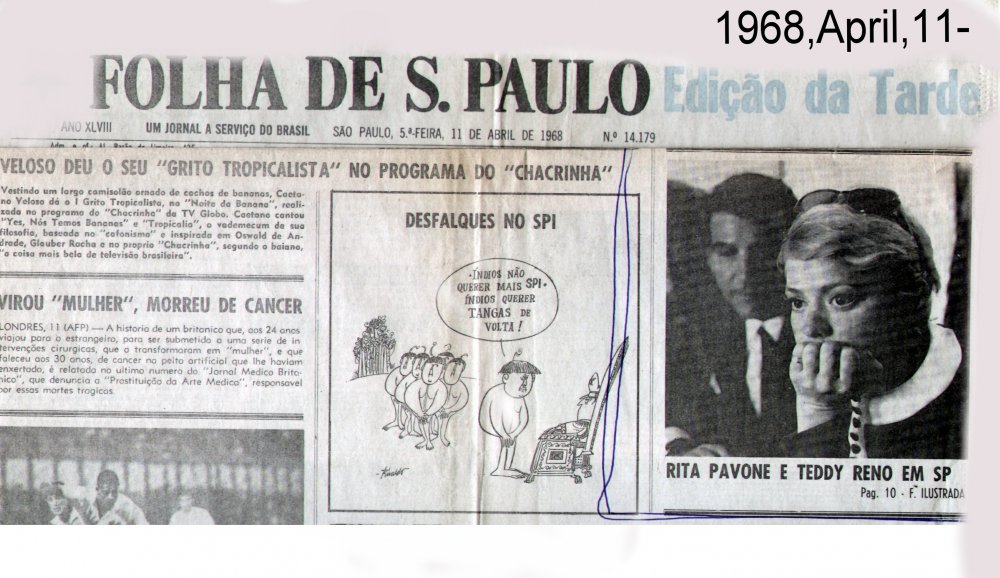 1968,April,11-
FOLHA DE S. PAULO Edição da Tarde
ANO XLVIII UM JORNAL A SERVIÇO DO BRASIL SÃO PAULO, 5.ª-FEIRA, 11 DE ABRIL DE 1968 N.º 14.179
VELOSO DEU O SEU "GRITO TROPICALISTA" NO PROGRAMA DO "CHACRINHA"
Vestindo um largo camisolão ornado de cachos de bananas, Caeta-
no Veloso dá o I Grito Tropicalista, na "Noite da Banana", reali-
zada no programa do "Chacrinha" da TV Globo. Caetano cantou
"Yes, Nós Temos Bananas" e "Tropicalia", o vademecum da sua
filosofia, baseada no "cafonismo" e inspirada em Oswald de An-
drade, Glauber Rocha e no proprio "Chacrinha", segundo o baiano,
"a coisa mais bela de televisão brasileira".
VIROU "MULHER", MORREU DE CANCER
LONDRES, 11 (AFP) — A historia de um britanico que, aos 24 anos
viajou para o estrangeiro, para ser submetido a uma serie de in-
tervenções cirurgicas, que a transformaram em "mulher", e que
faleceu aos 30 anos, de cancer no peito artificial que lhe haviam
enxertado, é relatada no ultimo numero do "Jornal Medico Brita-
nico", que denuncia a "Prostituição da Arte Medica", responsavel
por essas mortes tragicas.
DESFALQUES NO SPI
-ÍNDIOS NÃO
QUERER MAIS SPI-
ÍNDIOS QUERER
TANGAS DE
VOLTA!
RITA PAVONE E TEDDY RENO EM SP
Pag. 10 - F. ILUSTRADA